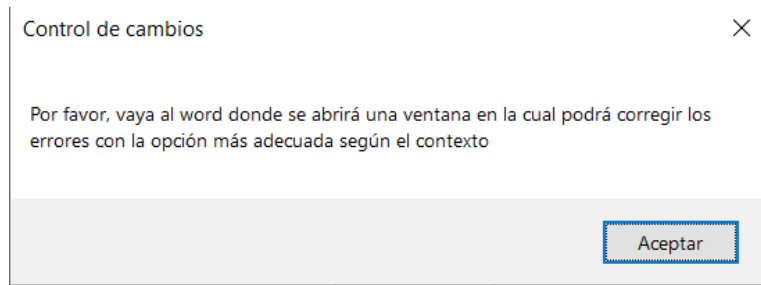 Control de cambios
Por favor, vaya al word donde se abrirá una ventana en la cual podrá corregir los
errores con la opción más adecuada según el contexto
Aceptar